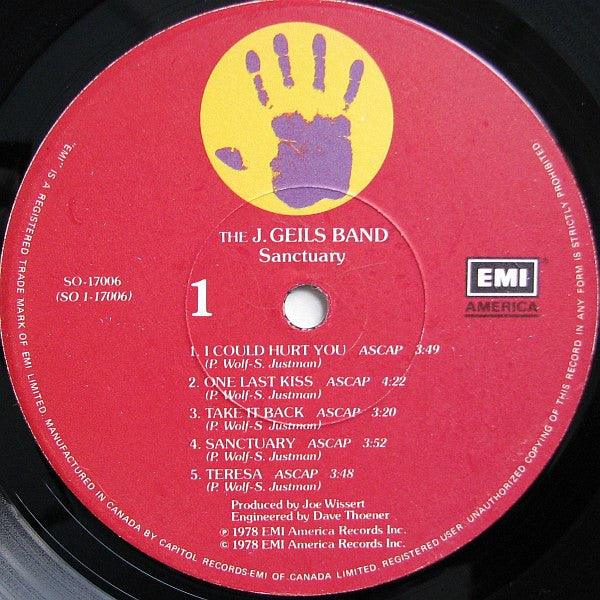 THE J. GEILS BAND
Sanctuary
SO-17006
(SO 1-17006)
1
EMI
AMERICA
1. I COULD HURT YOU ASCAP 3:49
(P. Wolf-S. Justman)
2. ONE LAST KISS ASCAP 4:22
(P. Wolf-S. Justman)
3. TAKE IT BACK ASCAP 3:20
(P. Wolf-S. Justman)
4. SANCTUARY ASCAP 3:52
(P. Wolf-S. Justman)
5. TERESA ASCAP 3:48
(P. Wolf-S. Justman)
Produced by Joe Wissert
Engineered by Dave Thoener
℗ 1978 EMI America Records Inc.
© 1978 EMI America Records Inc.
"EMI" IS A REGISTERED TRADE MARK OF EMI LIMITED. MANUFACTURED IN CANADA BY CAPITOL RECORDS-EMI OF CANADA LIMITED. REGISTERED USER. UNAUTHORIZED COPYING OF THIS RECORD IN ANY FORM IS STRICTLY PROHIBITED